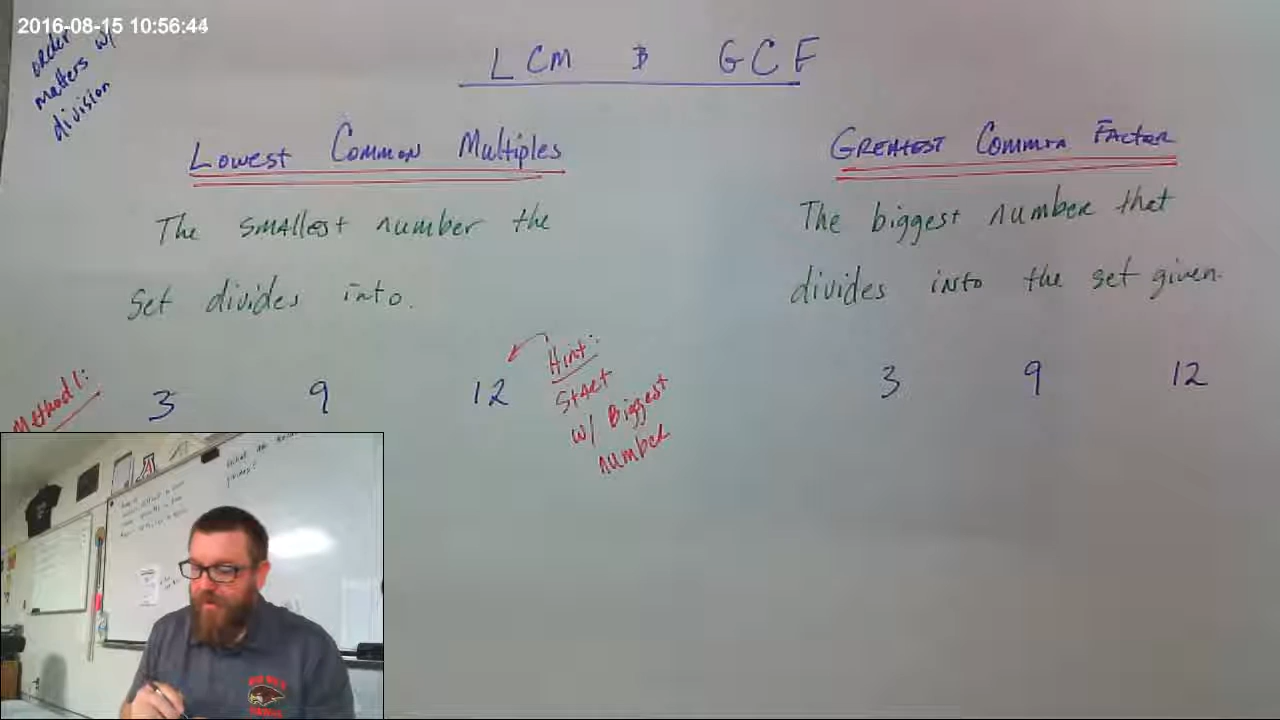 2016-08-15 10:56:44
order
matters w/
division
LCM & GCF
Lowest Common Multiples
The smallest number the
set divides into.
Greatest Common Factor
The biggest number that
divides into the set given.
Method 1:
3 9 12
Hint:
Start
w/ Biggest
number
3 9 12